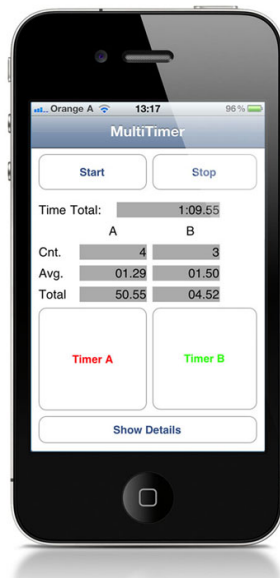 ... Orange A 13:17 96%
MultiTimer
Start Stop
Time Total: 1:09.55
A B
Cnt. 4 3
Avg. 01.29 01.50
Total 50.55 04.52
Timer A Timer B
Show Details